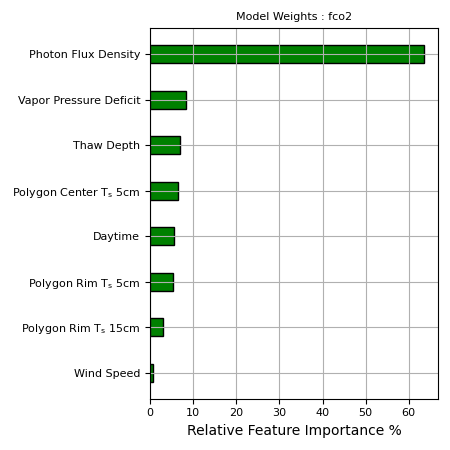 Model Weights : fco2
Photon Flux Density
Vapor Pressure Deficit
Thaw Depth
Polygon Center Tₛ 5cm
Daytime
Polygon Rim Tₛ 5cm
Polygon Rim Tₛ 15cm
Wind Speed
0 10 20 30 40 50 60
Relative Feature Importance %